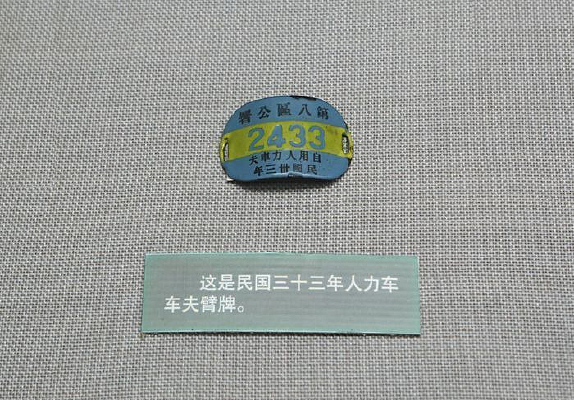 第八區公署
2433
自用人力車夫
民國卅三年
这是民国三十三年人力车
车夫臂牌。